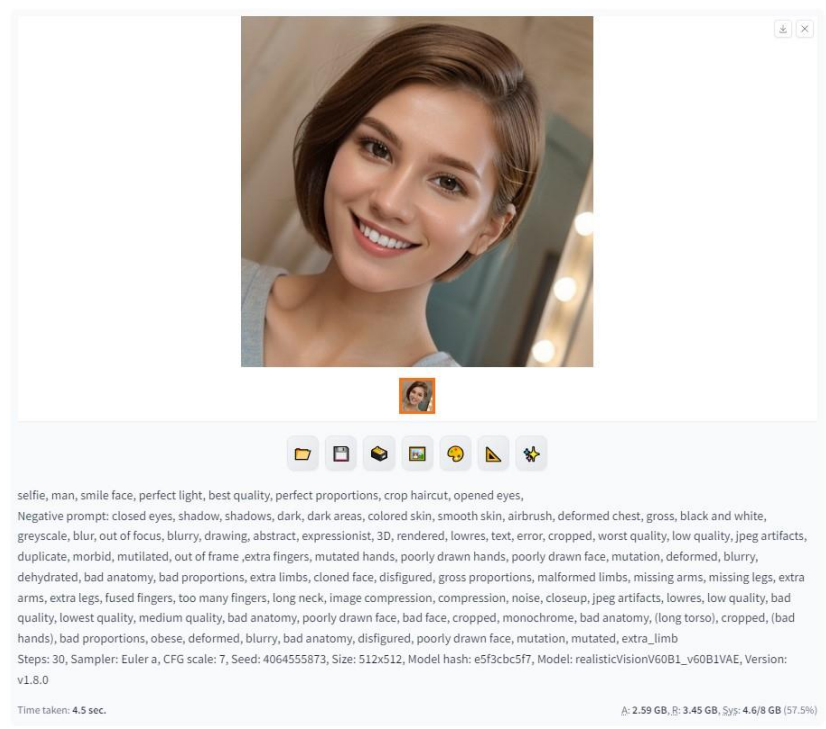 selfie, man, smile face, perfect light, best quality, perfect proportions, crop haircut, opened eyes,
Negative prompt: closed eyes, shadow, shadows, dark, dark areas, colored skin, smooth skin, airbrush, deformed chest, gross, black and white,
greyscale, blur, out of focus, blurry, drawing, abstract, expressionist, 3D, rendered, lowres, text, error, cropped, worst quality, low quality, jpeg artifacts,
duplicate, morbid, mutilated, out of frame ,extra fingers, mutated hands, poorly drawn hands, poorly drawn face, mutation, deformed, blurry,
dehydrated, bad anatomy, bad proportions, extra limbs, cloned face, disfigured, gross proportions, malformed limbs, missing arms, missing legs, extra
arms, extra legs, fused fingers, too many fingers, long neck, image compression, compression, noise, closeup, jpeg artifacts, lowres, low quality, bad
quality, lowest quality, medium quality, bad anatomy, poorly drawn face, bad face, cropped, monochrome, bad anatomy, (long torso), cropped, (bad
hands), bad proportions, obese, deformed, blurry, bad anatomy, disfigured, poorly drawn face, mutation, mutated, extra_limb
Steps: 30, Sampler: Euler a, CFG scale: 7, Seed: 4064555873, Size: 512x512, Model hash: e5f3cbc5f7, Model: realisticVisionV60B1_v60B1VAE, Version:
v1.8.0
Time taken: 4.5 sec. A: 2.59 GB, R: 3.45 GB, Sys: 4.6/8 GB (57.5%)